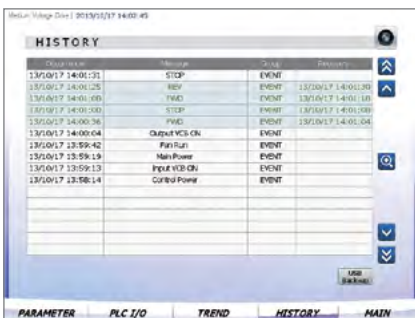 Medium Voltage Drive | 2013/10/17 14:02:45
HISTORY
Occurrence Message Group Recovery
13/10/17 14:01:31 STOP EVENT
13/10/17 14:01:25 REV EVENT 13/10/17 14:01:30
13/10/17 14:01:08 FWD EVENT 13/10/17 14:01:18
13/10/17 14:01:00 STOP EVENT 13/10/17 14:01:08
13/10/17 14:00:36 FWD EVENT 13/10/17 14:01:04
13/10/17 14:00:04 Output VCB ON EVENT
13/10/17 13:59:42 Fan Run EVENT
13/10/17 13:59:19 Main Power EVENT
13/10/17 13:59:13 Input VCB ON EVENT
13/10/17 13:58:14 Control Power EVENT
USB
Backup
PARAMETER PLC I/O TREND HISTORY MAIN